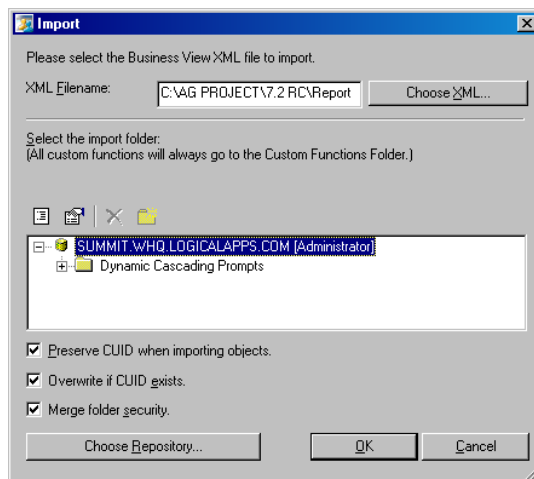 Import
Please select the Business View XML file to import.
XML Filename:
C:\AG PROJECT\7.2 RC\Report
Choose XML...
Select the import folder:
(All custom functions will always go to the Custom Functions Folder.)
SUMMIT.WHQ.LOGICALAPPS.COM (Administrator)
Dynamic Cascading Prompts
Preserve CUID when importing objects.
Overwrite if CUID exists.
Merge folder security.
Choose Repository...
OK
Cancel